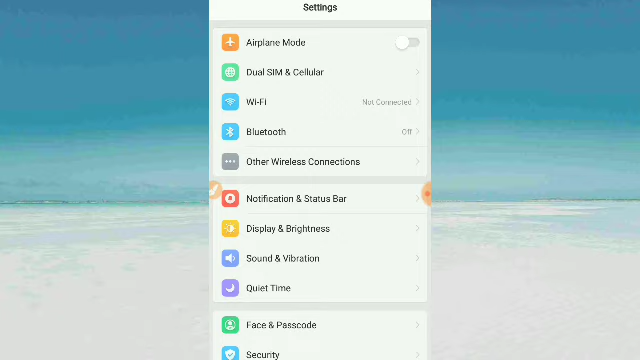 Settings
Airplane Mode
Dual SIM & Cellular
Wi-Fi Not Connected
Bluetooth Off
Other Wireless Connections
Notification & Status Bar
Display & Brightness
Sound & Vibration
Quiet Time
Face & Passcode
Security